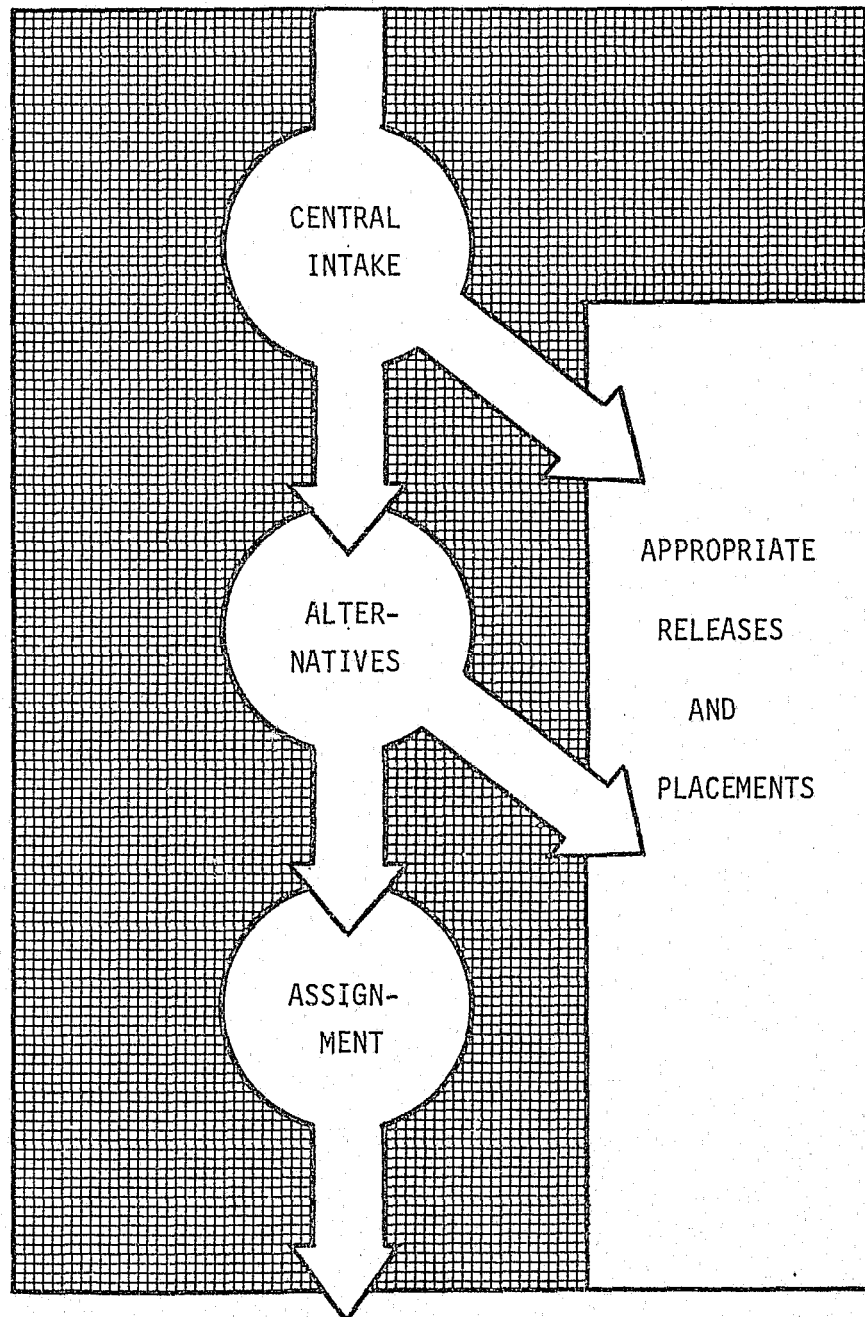 CENTRAL
INTAKE
ALTER-
NATIVES
ASSIGN-
MENT
APPROPRIATE
RELEASES
AND
PLACEMENTS